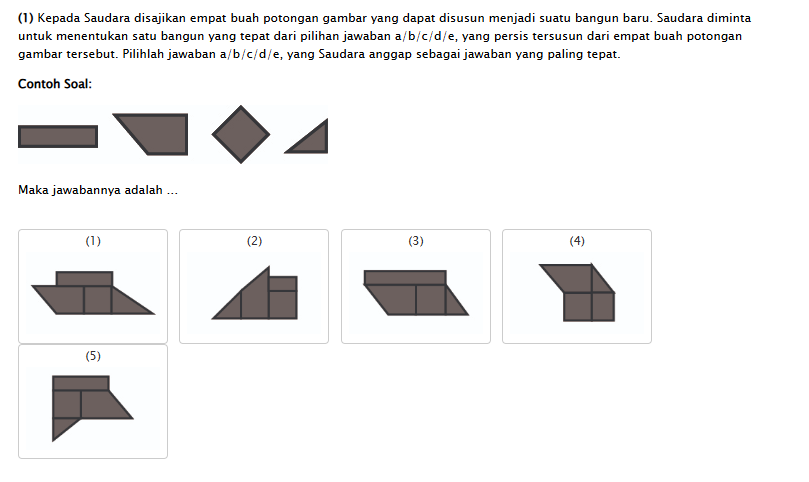 (1) Kepada Saudara disajikan empat buah potongan gambar yang dapat disusun menjadi suatu bangun baru. Saudara diminta
untuk menentukan satu bangun yang tepat dari pilihan jawaban a/b/c/d/e, yang persis tersusun dari empat buah potongan
gambar tersebut. Pilihlah jawaban a/b/c/d/e, yang Saudara anggap sebagai jawaban yang paling tepat.
Contoh Soal:
Maka jawabannya adalah ...
(1) (2) (3) (4)
(5)